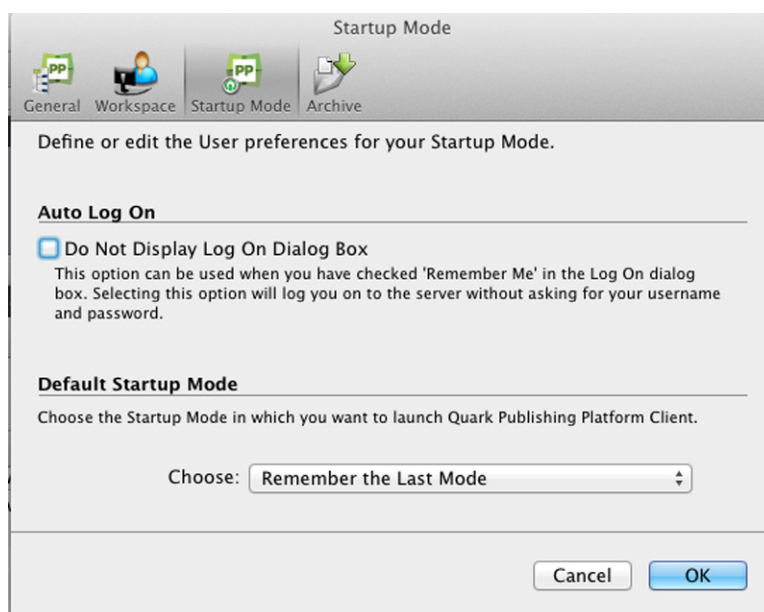 Startup Mode
PP
PP
General Workspace Startup Mode Archive
Define or edit the User preferences for your Startup Mode.
Auto Log On
Do Not Display Log On Dialog Box
This option can be used when you have checked 'Remember Me' in the Log On dialog
box. Selecting this option will log you on to the server without asking for your username
and password.
Default Startup Mode
Choose the Startup Mode in which you want to launch Quark Publishing Platform Client.
Choose: Remember the Last Mode
Cancel OK